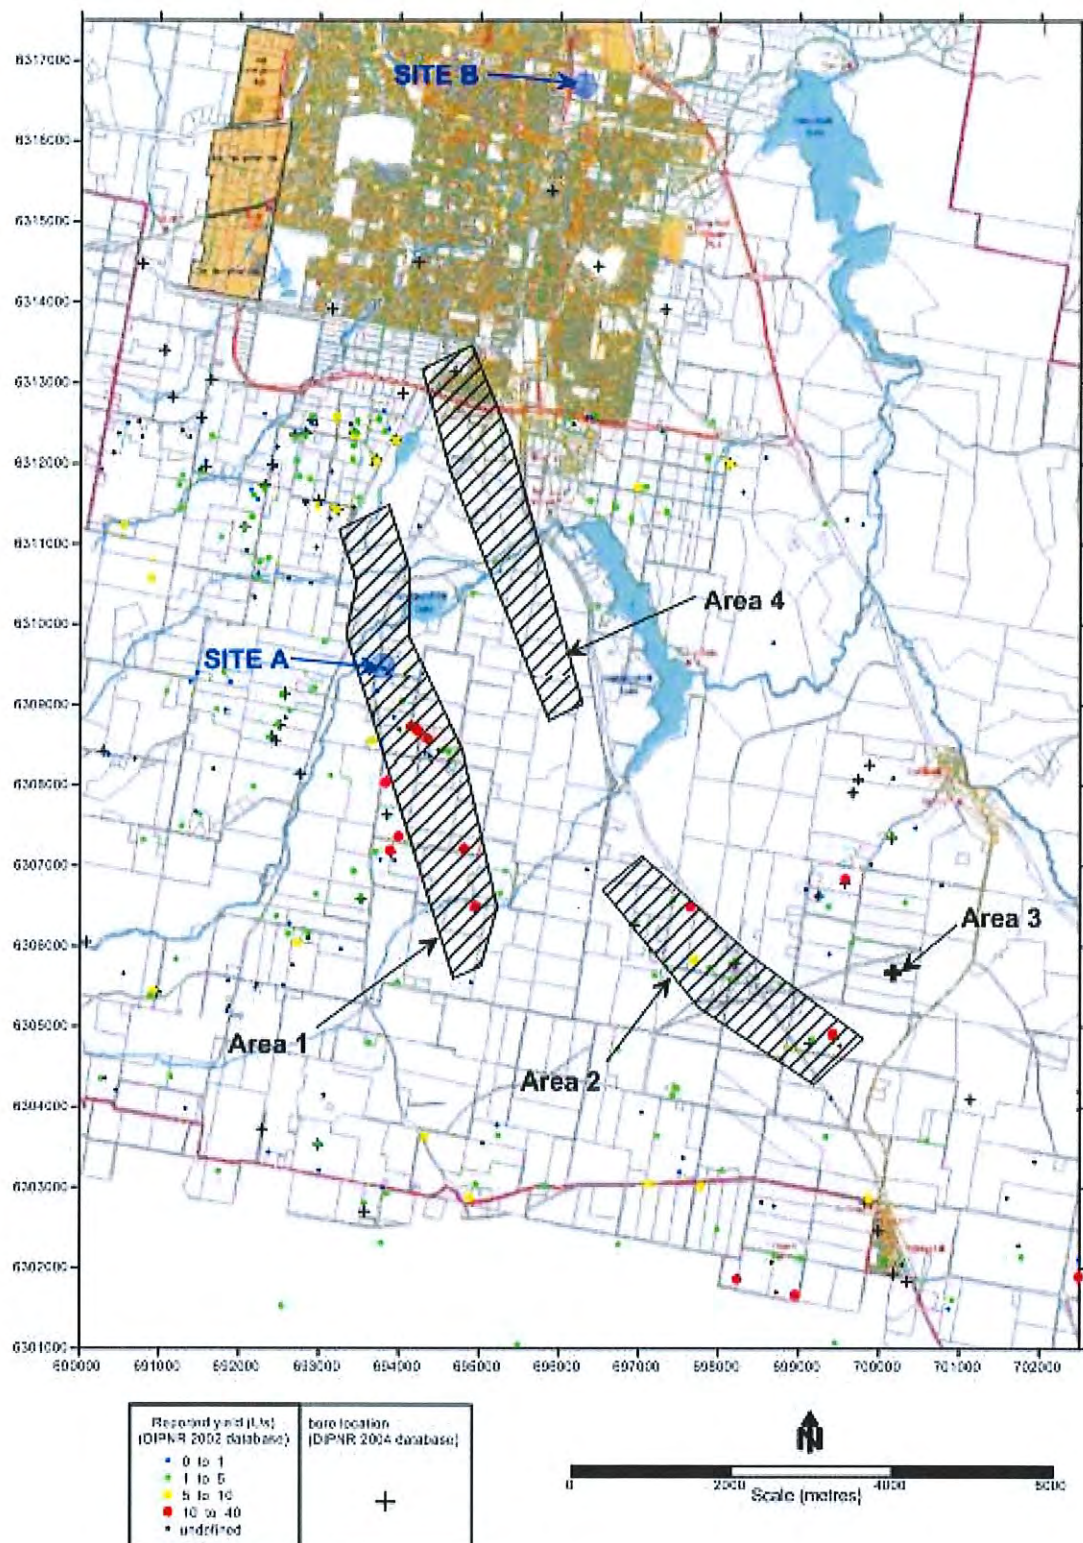 6317000
SITE B
6316000
6315000
6314000
6313000
6312000
6311000
Area 4
6310000
SITE A
6309000
6308000
6307000
Area 3
6306000
6305000
Area 1
Area 2
6304000
6303000
6302000
6301000
690000 691000 692000 693000 694000 695000 696000 697000 698000 699000 700000 701000 702000
Reported yield (L/s)
(DIPNR 2002 database)
0 to 1
1 to 5
5 to 10
10 to 40
undefined
bore location
(DIPNR 2004 database)
N
0 2000 4000 6000
Scale (metres)